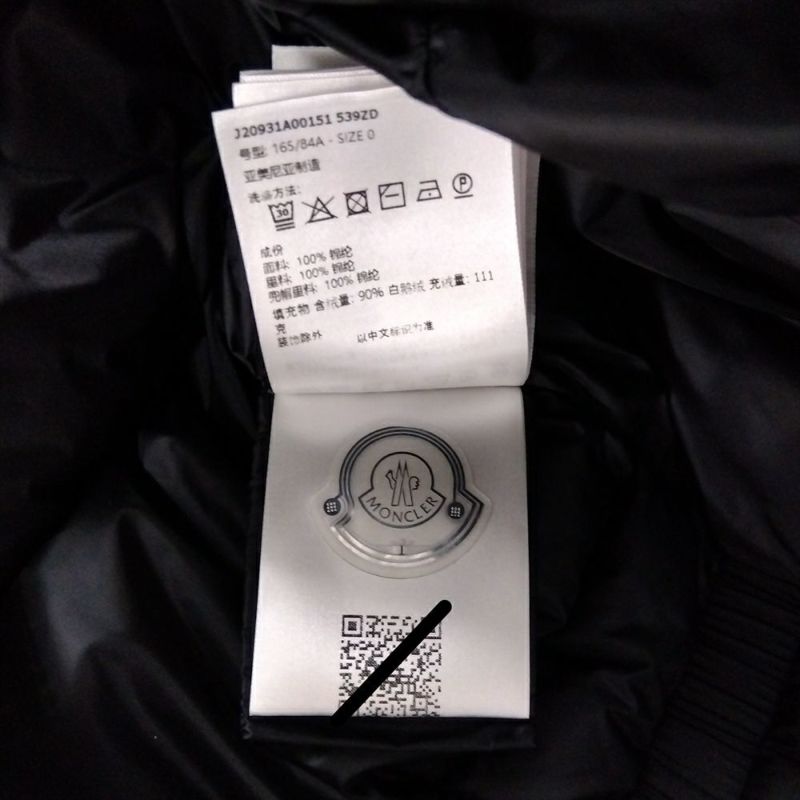 J20931A00151 539ZD
号型: 165/84A - SIZE 0
亚美尼亚制造
洗涤方法:
30
P
成份
面料: 100% 锦纶
里料: 100% 锦纶
兜帽里料: 100% 锦纶
填充物 含绒量: 90% 白鹅绒 充绒量: 111
克
装饰除外 以中文标识为准
MONCLER